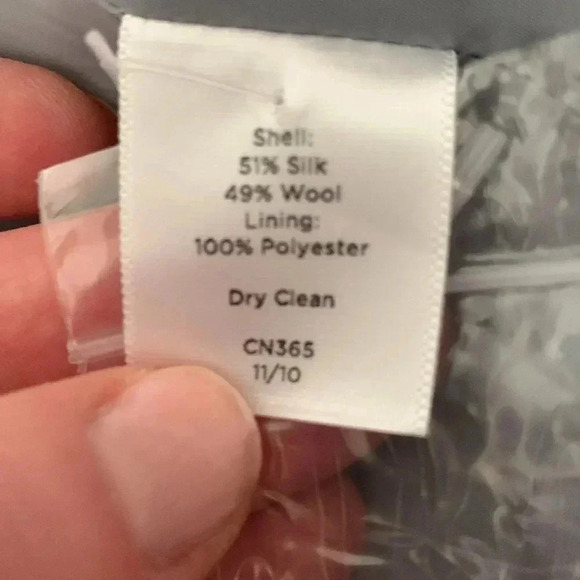 Shell:
51% Silk
49% Wool
Lining:
100% Polyester
Dry Clean
CN365
11/10